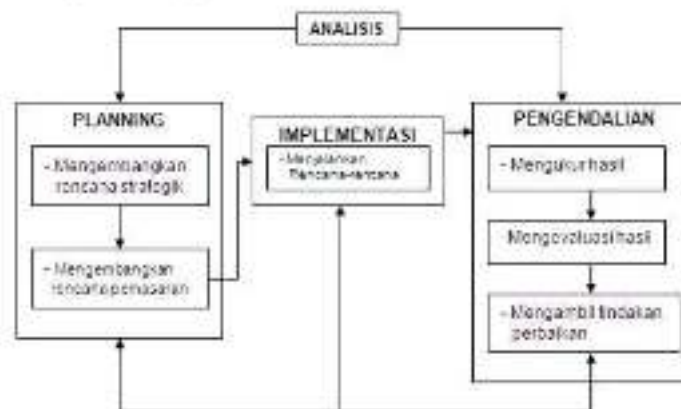 ANALISIS
PLANNING
- Mengembangkan
rencana strategik
- Mengembangkan
rencana pemasaran
IMPLEMENTASI
- Menjalankan
Rencana-rencana
PENGENDALIAN
- Mengukur hasil
Mengevaluasi hasil
- Mengambil tindakan
perbaikan